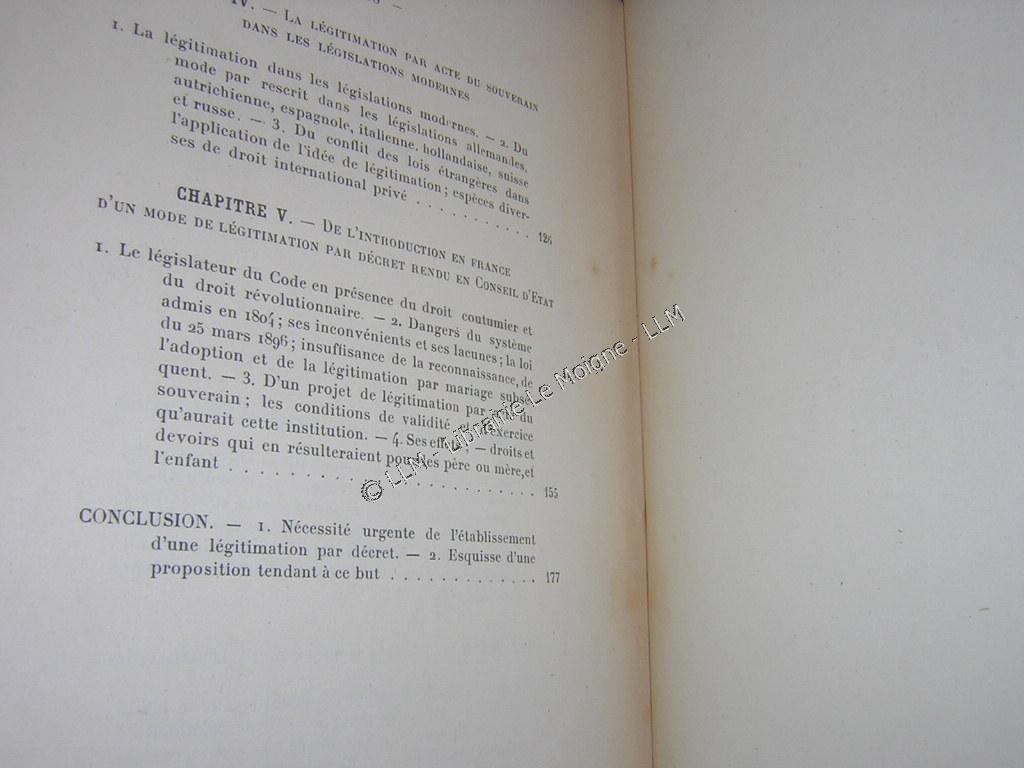 IV. — La légitimation par acte du souverain
dans les législations modernes
1. La légitimation dans les législations modernes. — 2. Du
mode par rescrit dans les législations allemandes,
autrichienne, espagnole, italienne, hollandaise, suisse
et russe. — 3. Du conflit des lois étrangères dans
l'application de l'idée de légitimation; espèces diver-
ses de droit international privé . . . . . . . . . . 126
CHAPITRE V. — De l'introduction en france
d'un mode de légitimation par décret rendu en Conseil d'Etat
1. Le législateur du Code en présence du droit coutumier et
du droit révolutionnaire. — 2. Dangers du système
admis en 1804; ses inconvénients et ses lacunes; la loi
du 25 mars 1896; insuffisance de la reconnaissance, de
l'adoption et de la légitimation par mariage subsé-
quent. — 3. D'un projet de légitimation par acte du
souverain; les conditions de validité et d'exercice
qu'aurait cette institution. — 4. Ses effets; — droits et
devoirs qui en résulteraient pour les père ou mère, et
l'enfant . . . . . . . . . . . . . . . . . . . . 155
CONCLUSION. — 1. Nécessité urgente de l'établissement
d'une légitimation par décret. — 2. Esquisse d'une
proposition tendant à ce but . . . . . . . . . . 177
© LLM - Librairie Le Moigne - LLM